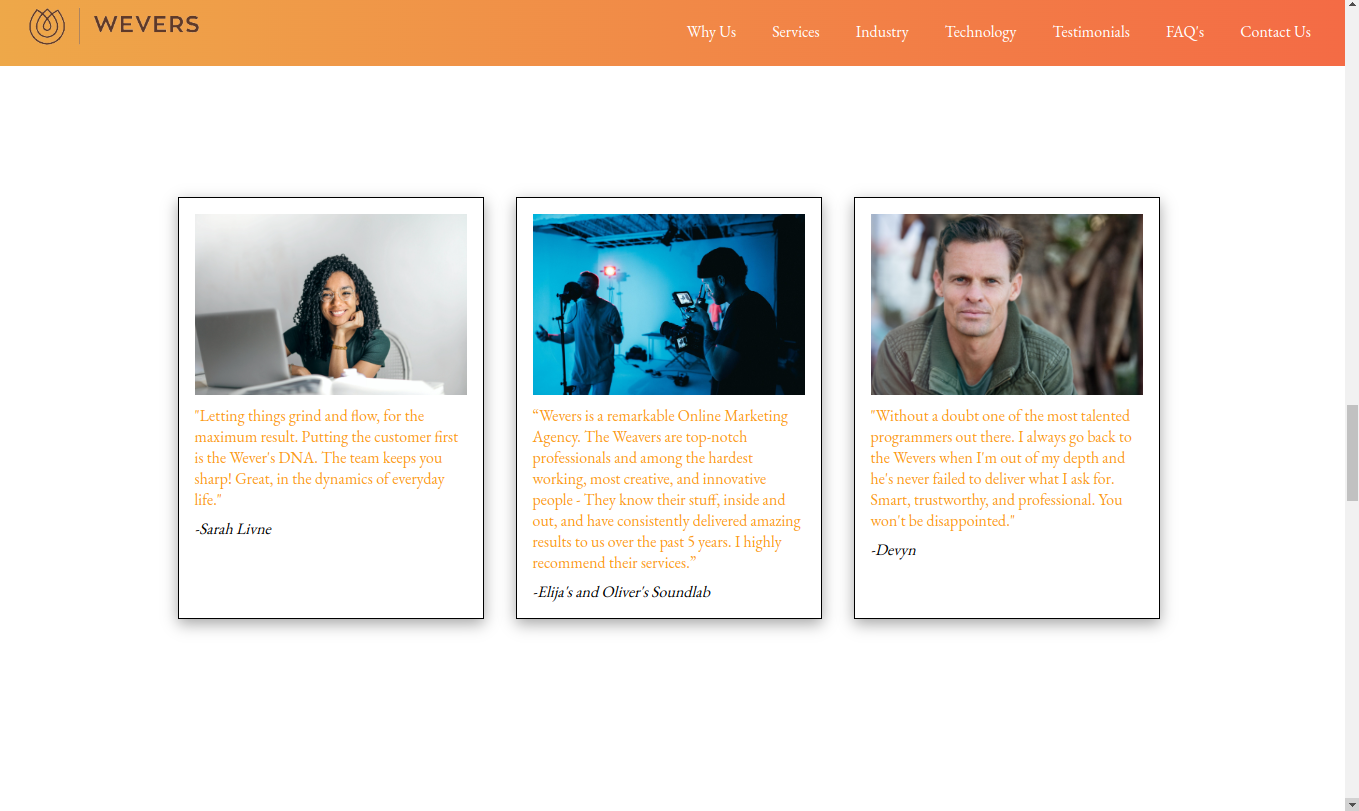 WEVERS
Why Us Services Industry Technology Testimonials FAQ's Contact Us
"Letting things grind and flow, for the
maximum result. Putting the customer first
is the Wever's DNA. The team keeps you
sharp! Great, in the dynamics of everyday
life."
-Sarah Livne
“Wevers is a remarkable Online Marketing
Agency. The Weavers are top-notch
professionals and among the hardest
working, most creative, and innovative
people - They know their stuff, inside and
out, and have consistently delivered amazing
results to us over the past 5 years. I highly
recommend their services.”
-Elija's and Oliver's Soundlab
"Without a doubt one of the most talented
programmers out there. I always go back to
the Wevers when I'm out of my depth and
he's never failed to deliver what I ask for.
Smart, trustworthy, and professional. You
won't be disappointed."
-Devyn